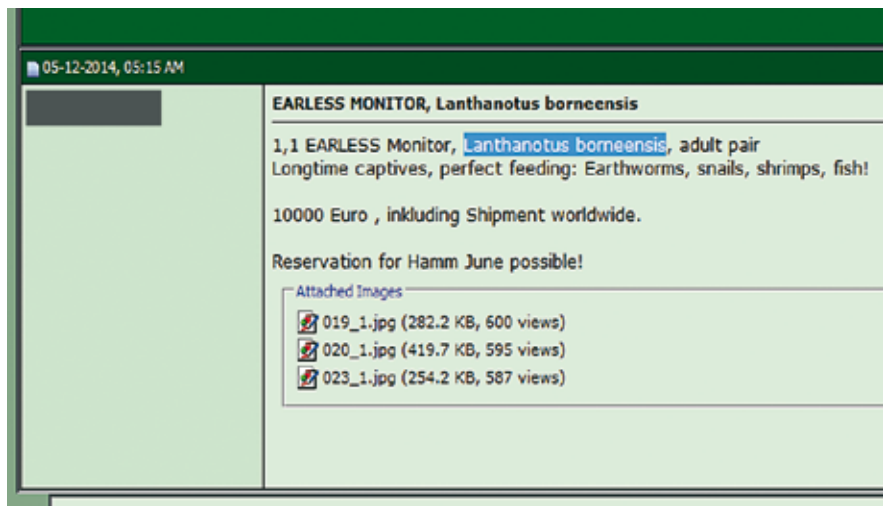 05-12-2014, 05:15 AM
EARLESS MONITOR, Lanthanotus borneensis
1,1 EARLESS Monitor, Lanthanotus borneensis, adult pair
Longtime captives, perfect feeding: Earthworms, snails, shrimps, fish!
10000 Euro , inkluding Shipment worldwide.
Reservation for Hamm June possible!
Attached Images
019_1.jpg (282.2 KB, 600 views)
020_1.jpg (419.7 KB, 595 views)
023_1.jpg (254.2 KB, 587 views)